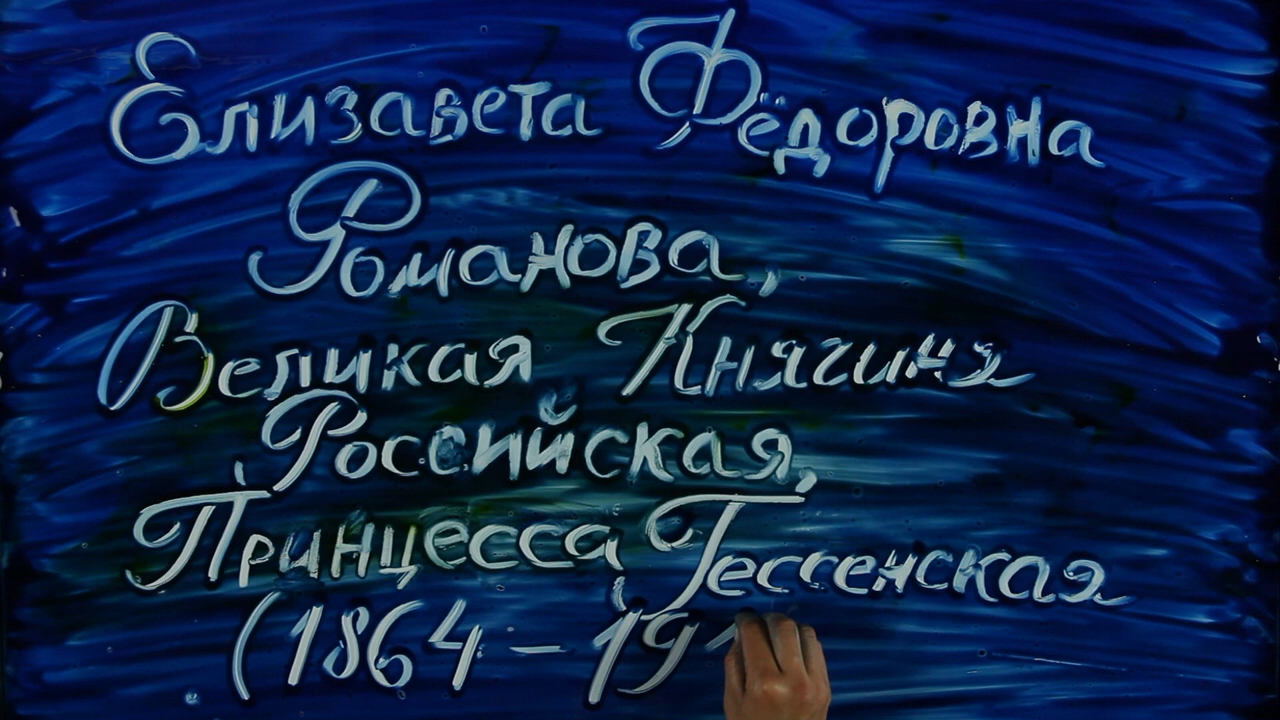 Елизавета Фёдоровна
Романова,
Великая Княгиня
Российская,
Принцесса Гессенская
(1864 – 19